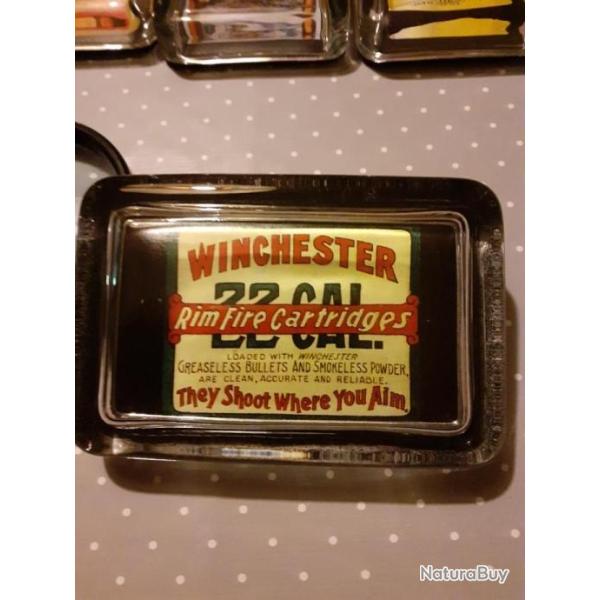 WINCHESTER
22 CAL.
Rim Fire Cartridges
LOADED WITH WINCHESTER
GREASELESS BULLETS AND SMOKELESS POWDER,
ARE CLEAN, ACCURATE AND RELIABLE.
They Shoot Where You Aim.
NaturaBuy